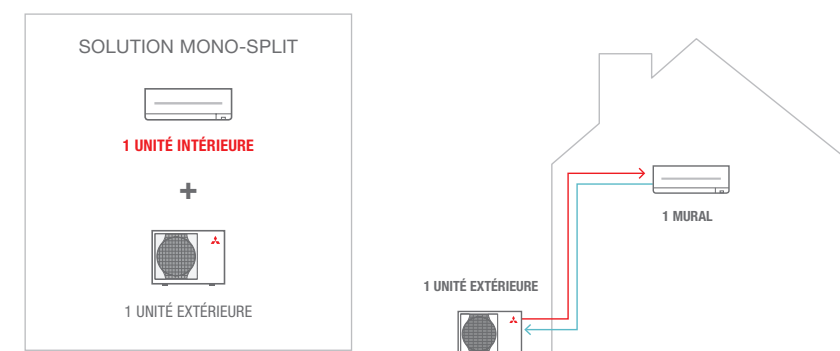 SOLUTION MONO-SPLIT
1 UNITÉ INTÉRIEURE
+
1 UNITÉ EXTÉRIEURE
1 MURAL
1 UNITÉ EXTÉRIEURE